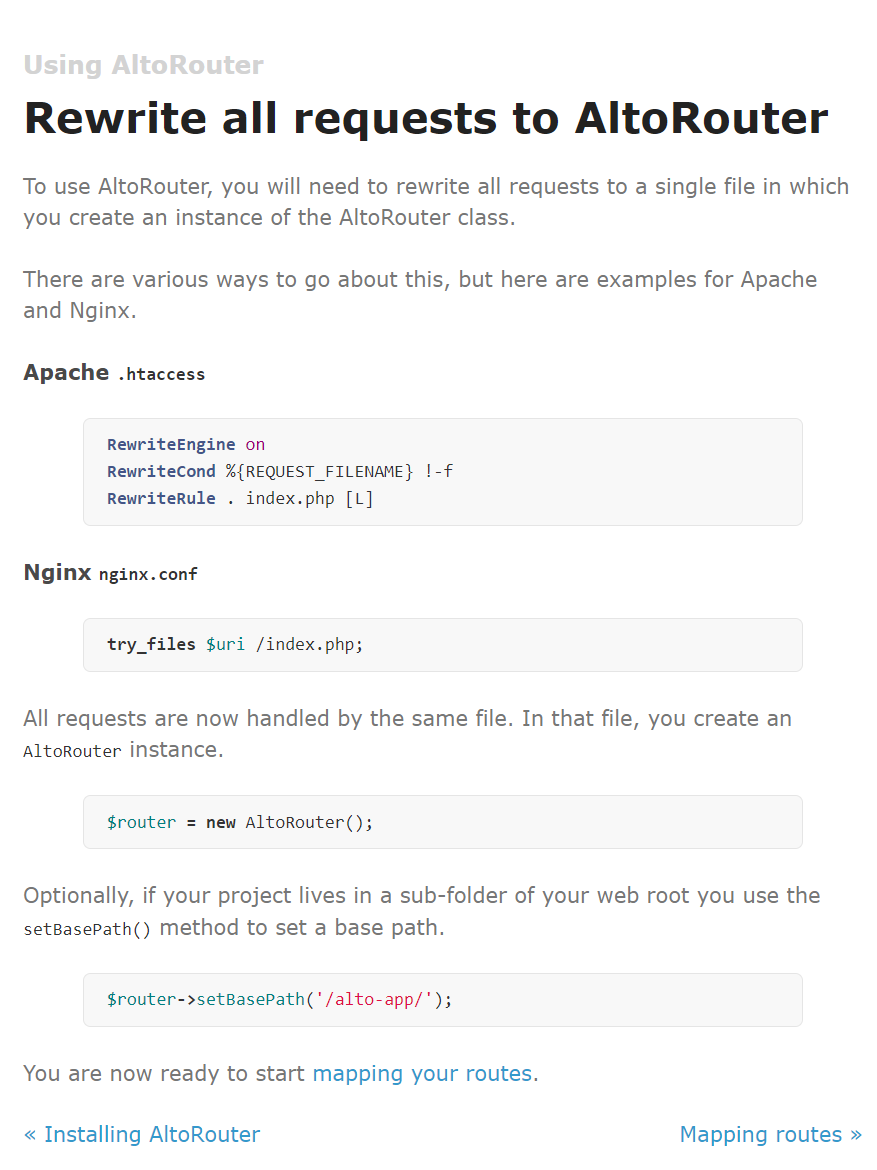 Using AltoRouter
Rewrite all requests to AltoRouter
To use AltoRouter, you will need to rewrite all requests to a single file in which
you create an instance of the AltoRouter class.
There are various ways to go about this, but here are examples for Apache
and Nginx.
Apache .htaccess
RewriteEngine on
RewriteCond %{REQUEST_FILENAME} !-f
RewriteRule . index.php [L]
Nginx nginx.conf
try_files $uri /index.php;
All requests are now handled by the same file. In that file, you create an
AltoRouter instance.
$router = new AltoRouter();
Optionally, if your project lives in a sub-folder of your web root you use the
setBasePath() method to set a base path.
$router->setBasePath('/alto-app/');
You are now ready to start mapping your routes.
« Installing AltoRouter Mapping routes »